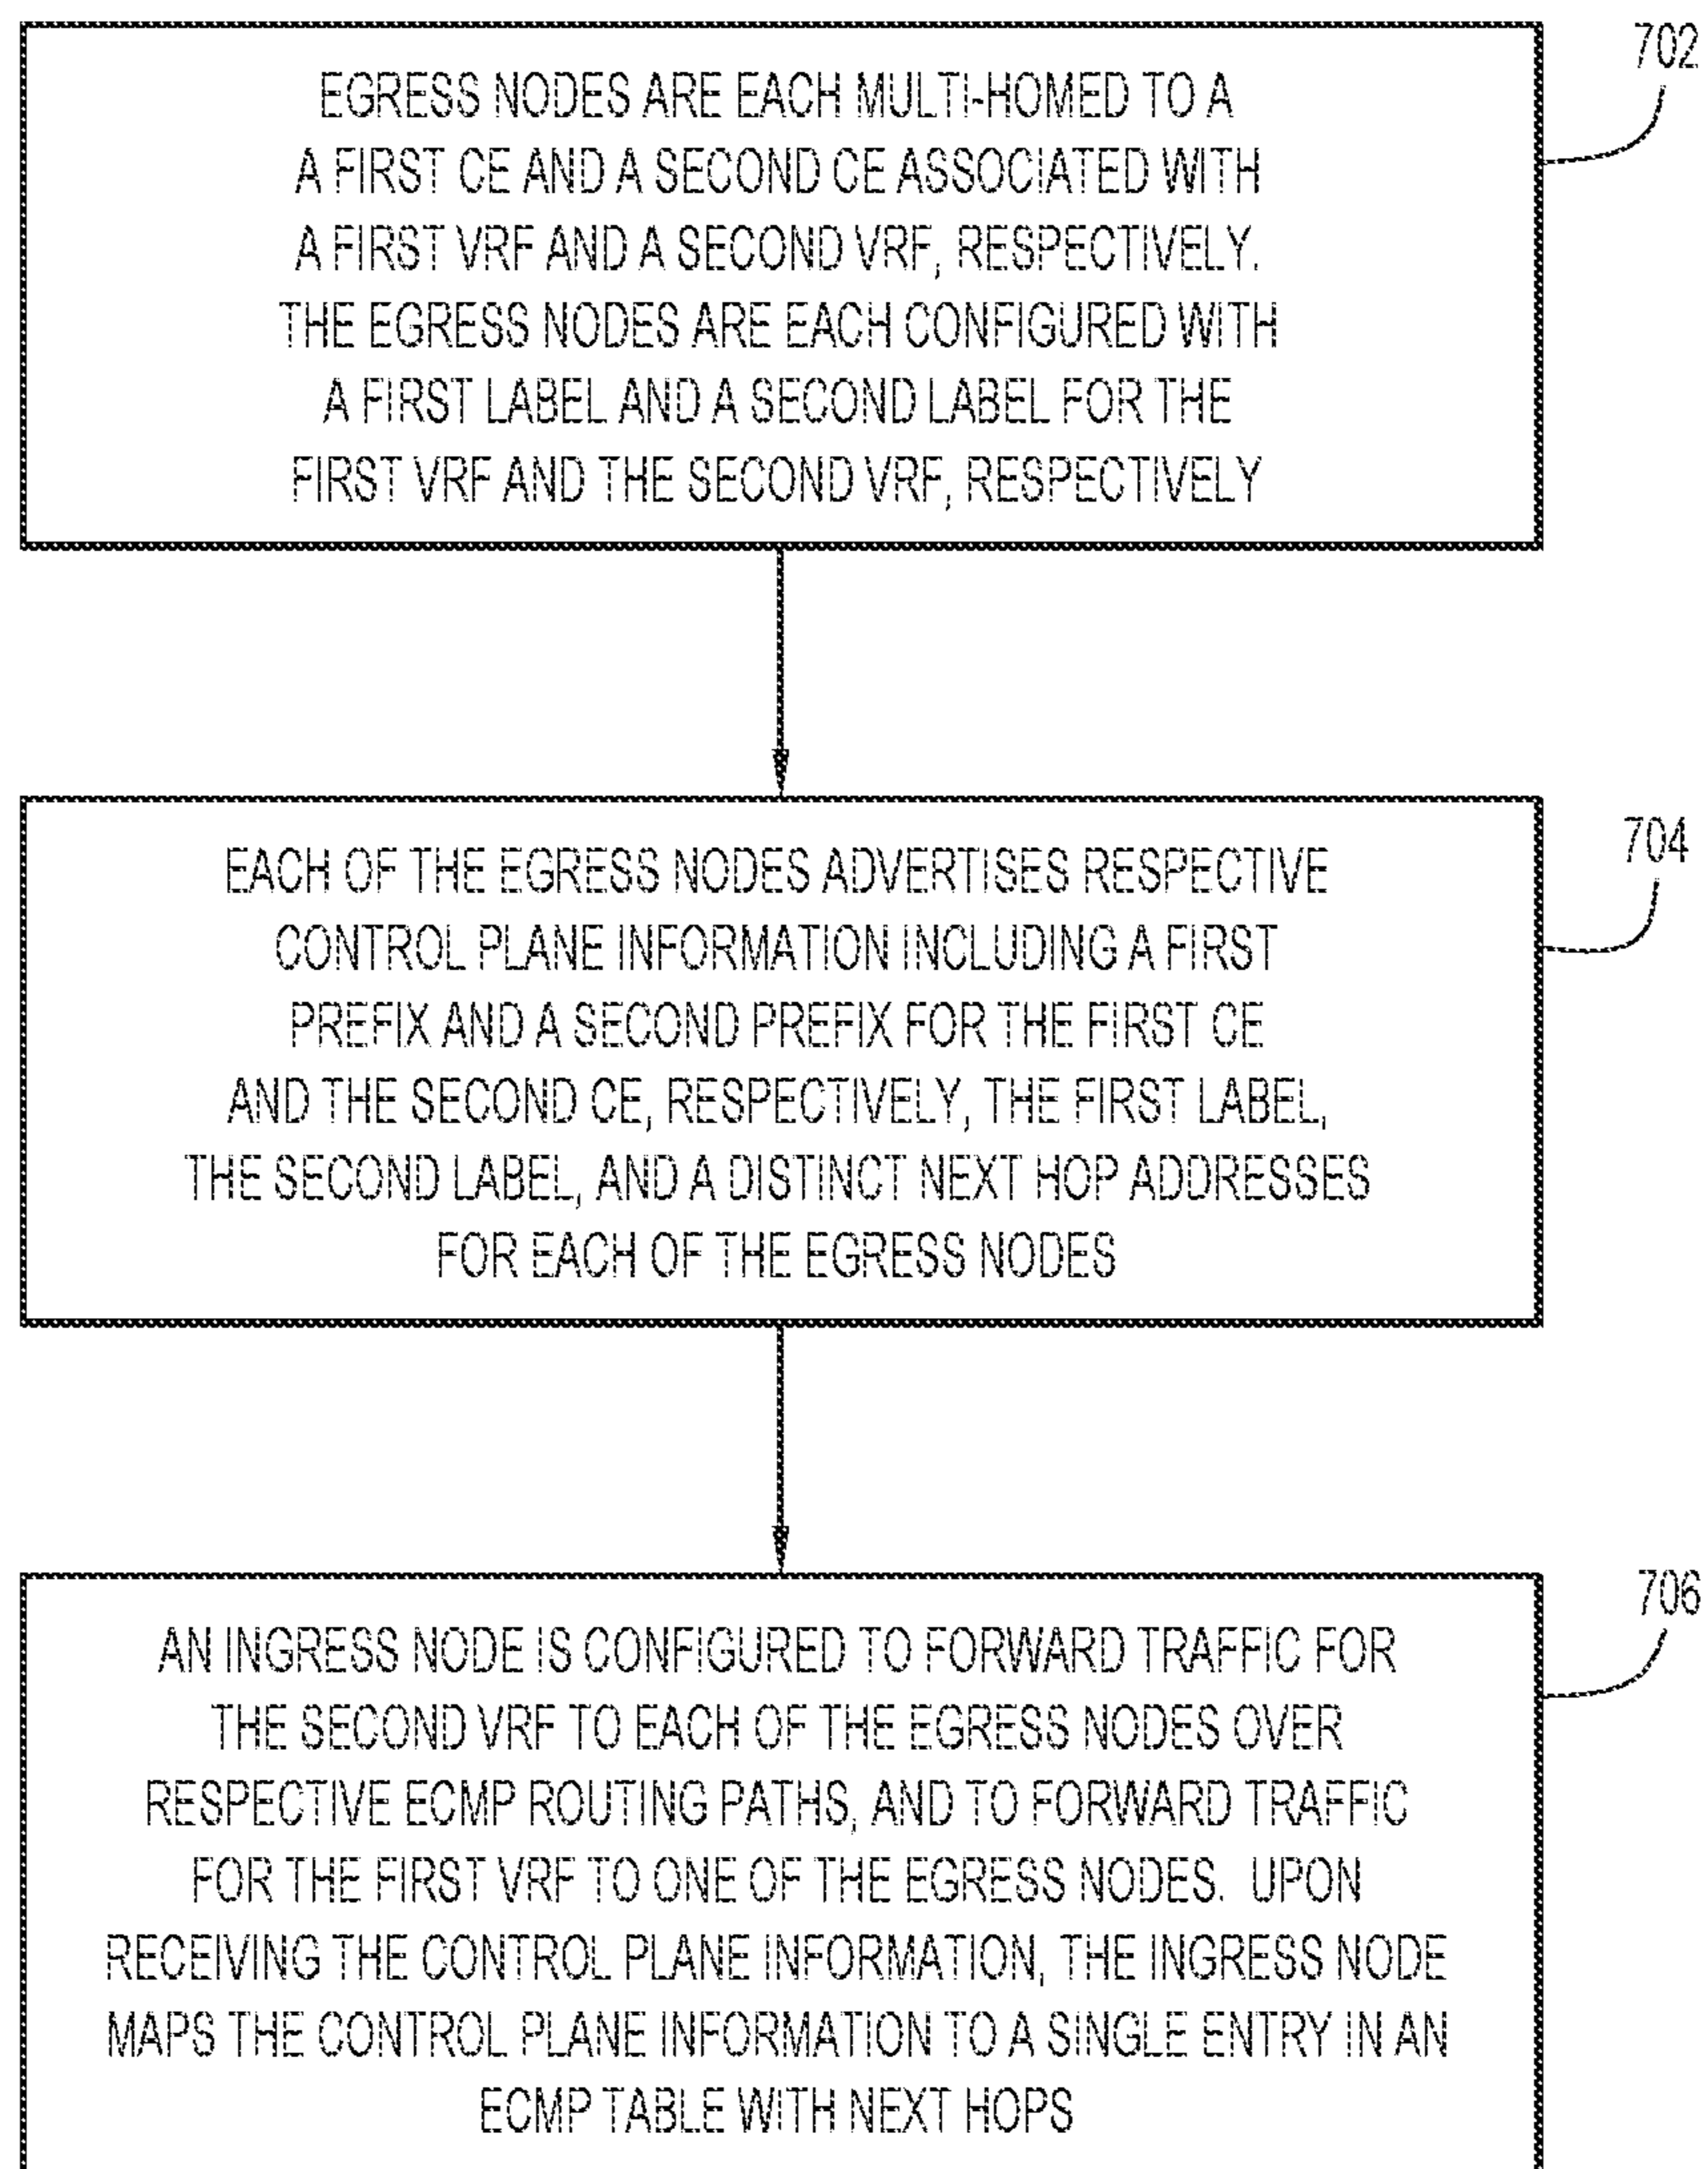 702
EGRESS NODES ARE EACH MULTI-HOMED TO A
A FIRST CE AND A SECOND CE ASSOCIATED WITH
A FIRST VRF AND A SECOND VRF, RESPECTIVELY.
THE EGRESS NODES ARE EACH CONFIGURED WITH
A FIRST LABEL AND A SECOND LABEL FOR THE
FIRST VRF AND THE SECOND VRF, RESPECTIVELY
704
EACH OF THE EGRESS NODES ADVERTISES RESPECTIVE
CONTROL PLANE INFORMATION INCLUDING A FIRST
PREFIX AND A SECOND PREFIX FOR THE FIRST CE
AND THE SECOND CE, RESPECTIVELY, THE FIRST LABEL,
THE SECOND LABEL, AND A DISTINCT NEXT HOP ADDRESSES
FOR EACH OF THE EGRESS NODES
706
AN INGRESS NODE IS CONFIGURED TO FORWARD TRAFFIC FOR
THE SECOND VRF TO EACH OF THE EGRESS NODES OVER
RESPECTIVE ECMP ROUTING PATHS, AND TO FORWARD TRAFFIC
FOR THE FIRST VRF TO ONE OF THE EGRESS NODES. UPON
RECEIVING THE CONTROL PLANE INFORMATION, THE INGRESS NODE
MAPS THE CONTROL PLANE INFORMATION TO A SINGLE ENTRY IN AN
ECMP TABLE WITH NEXT HOPS